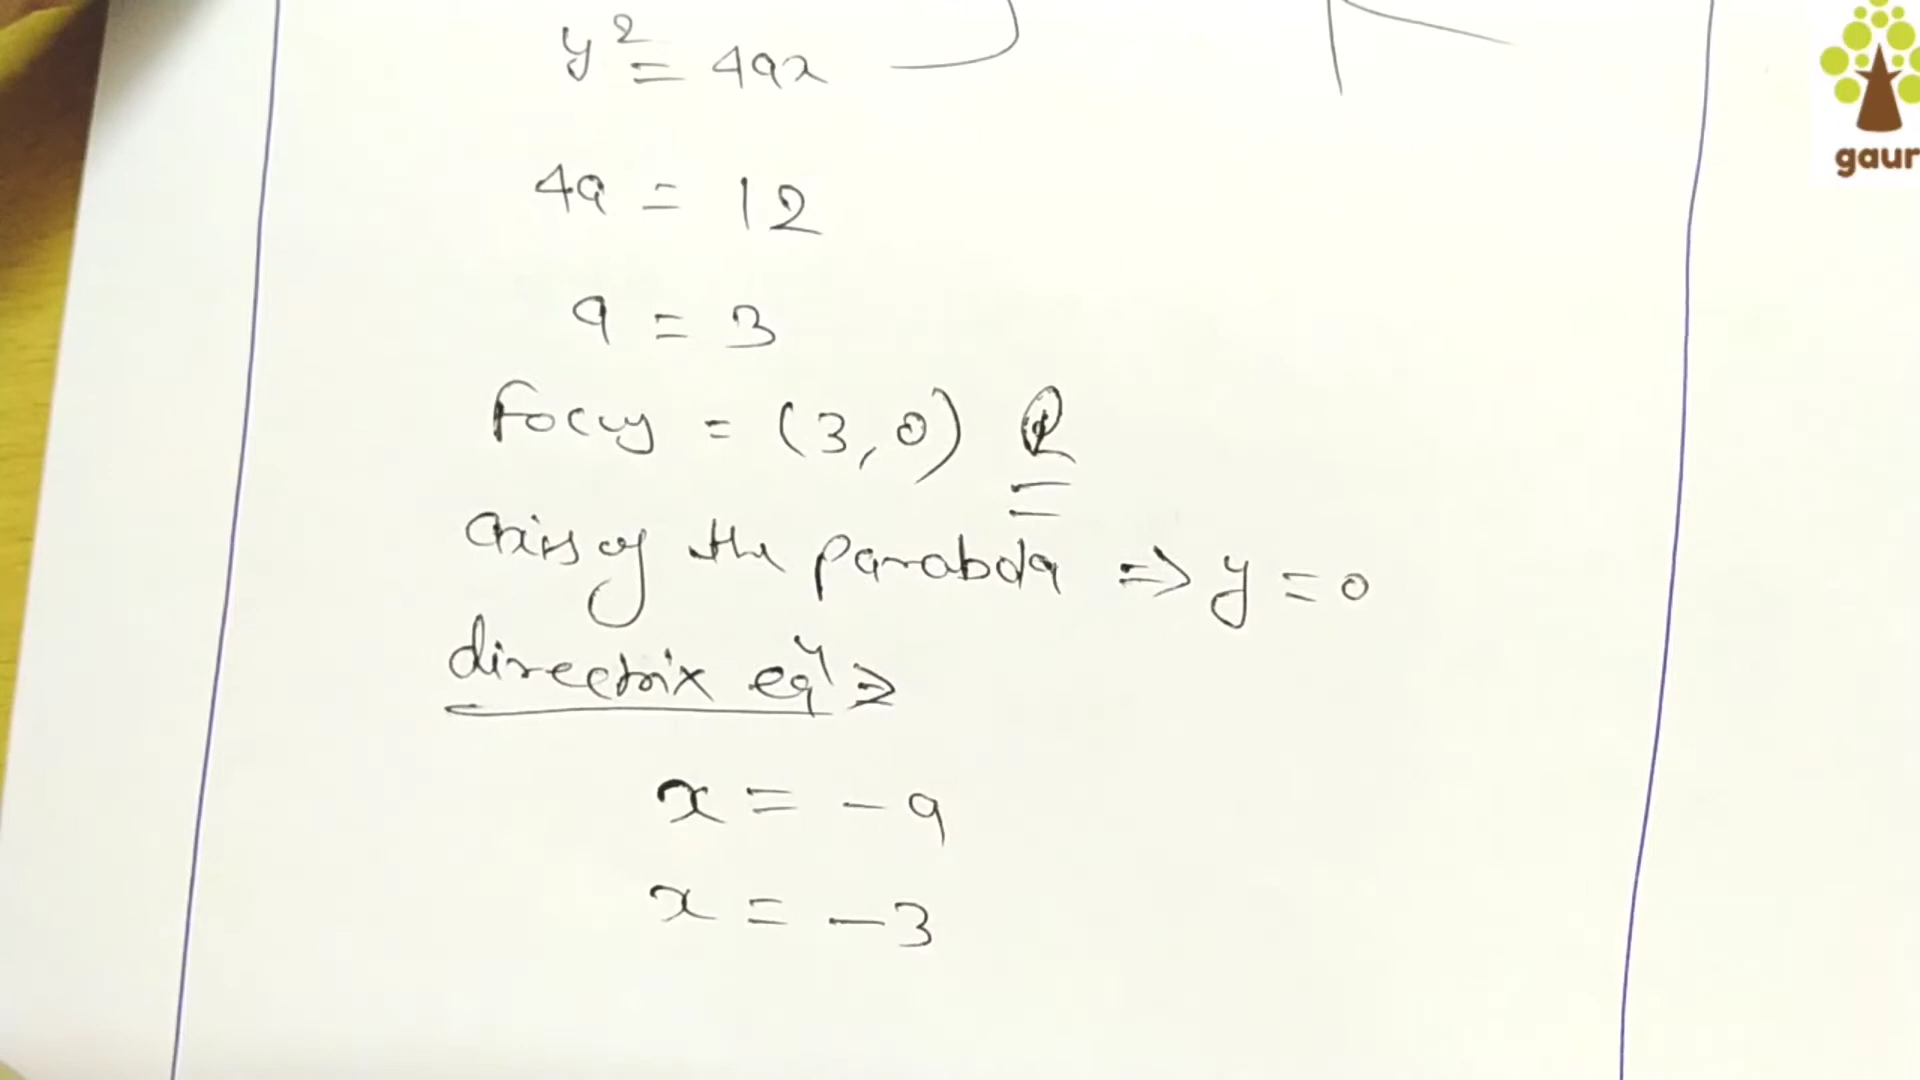 y² = 4ax
gaur
4a = 12
a = 3
focus = (3,0)
axis of the parabola ⇒ y = 0
directrix eqⁿ ⇒
x = -a
x = -3